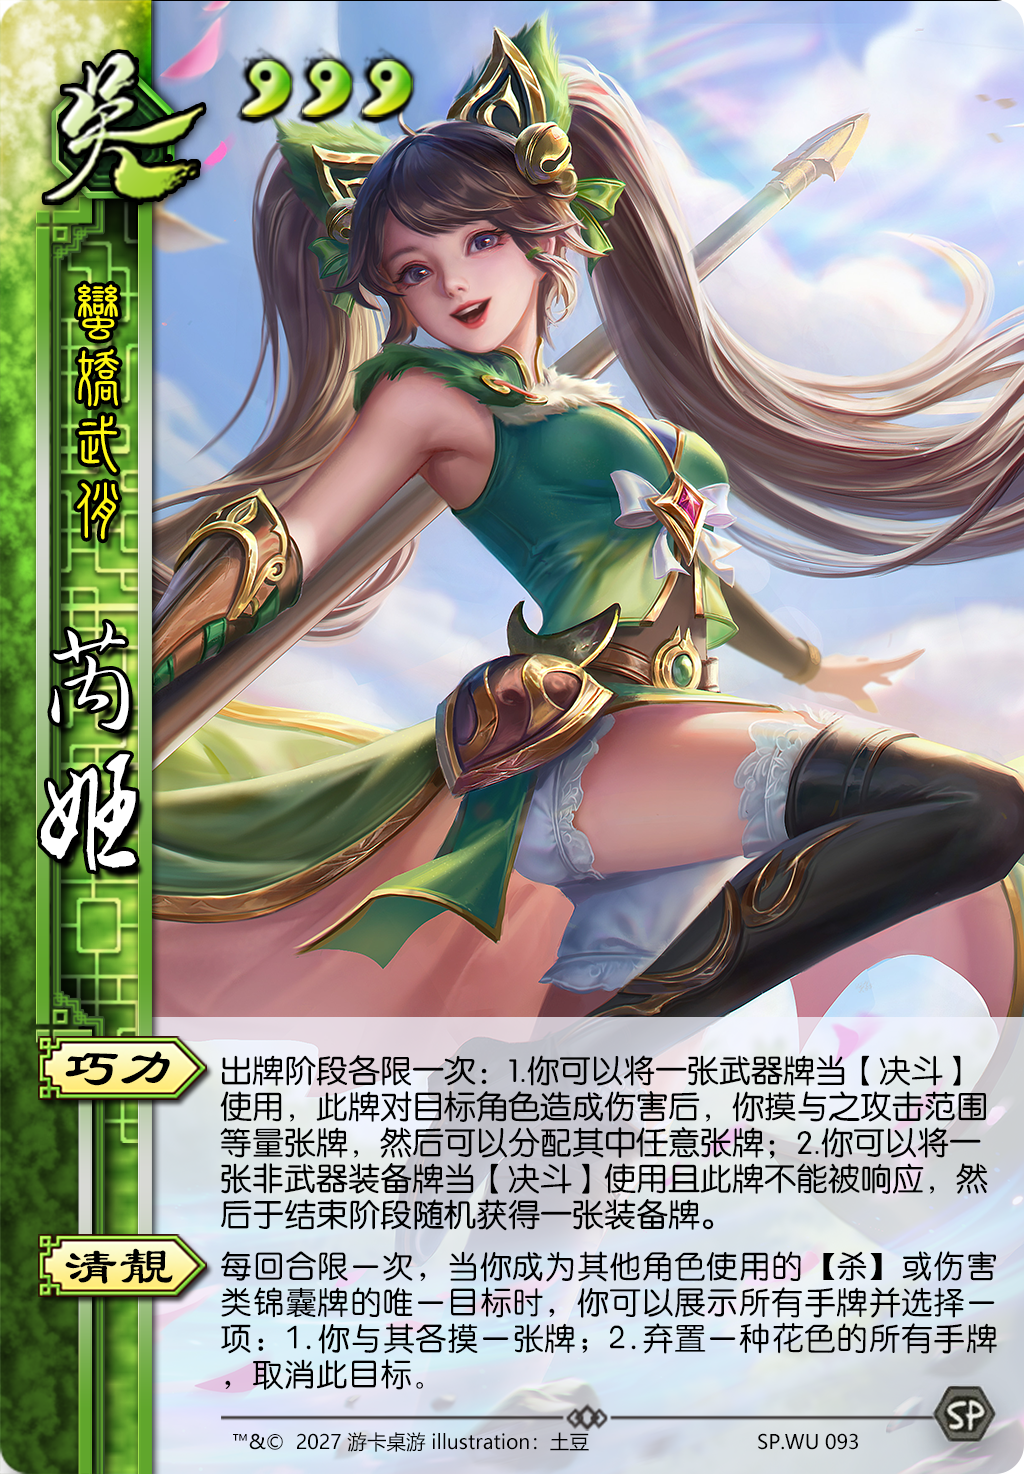 吴
蠻嬌武俏
芮姬
巧力
出牌阶段各限一次：1.你可以将一张武器牌当【决斗】
使用，此牌对目标角色造成伤害后，你摸与之攻击范围
等量张牌，然后可以分配其中任意张牌；2.你可以将一
张非武器装备牌当【决斗】使用且此牌不能被响应，然
后于结束阶段随机获得一张装备牌。
清靓
每回合限一次，当你成为其他角色使用的【杀】或伤害
类锦囊牌的唯一目标时，你可以展示所有手牌并选择一
项：1.你与其各摸一张牌；2.弃置一种花色的所有手牌
，取消此目标。
SP
™&© 2027 游卡桌游 illustration：土豆
SP.WU 093